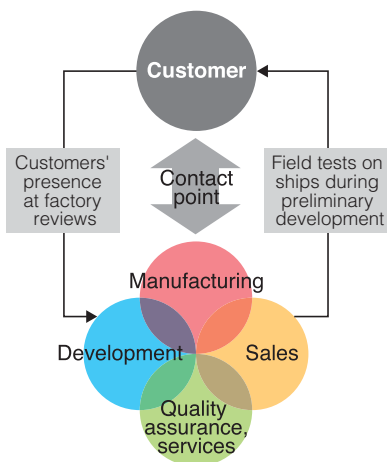 Customer
Customers'
presence
at factory
reviews
Contact
point
Field tests on
ships during
preliminary
development
Manufacturing
Development
Sales
Quality
assurance,
services